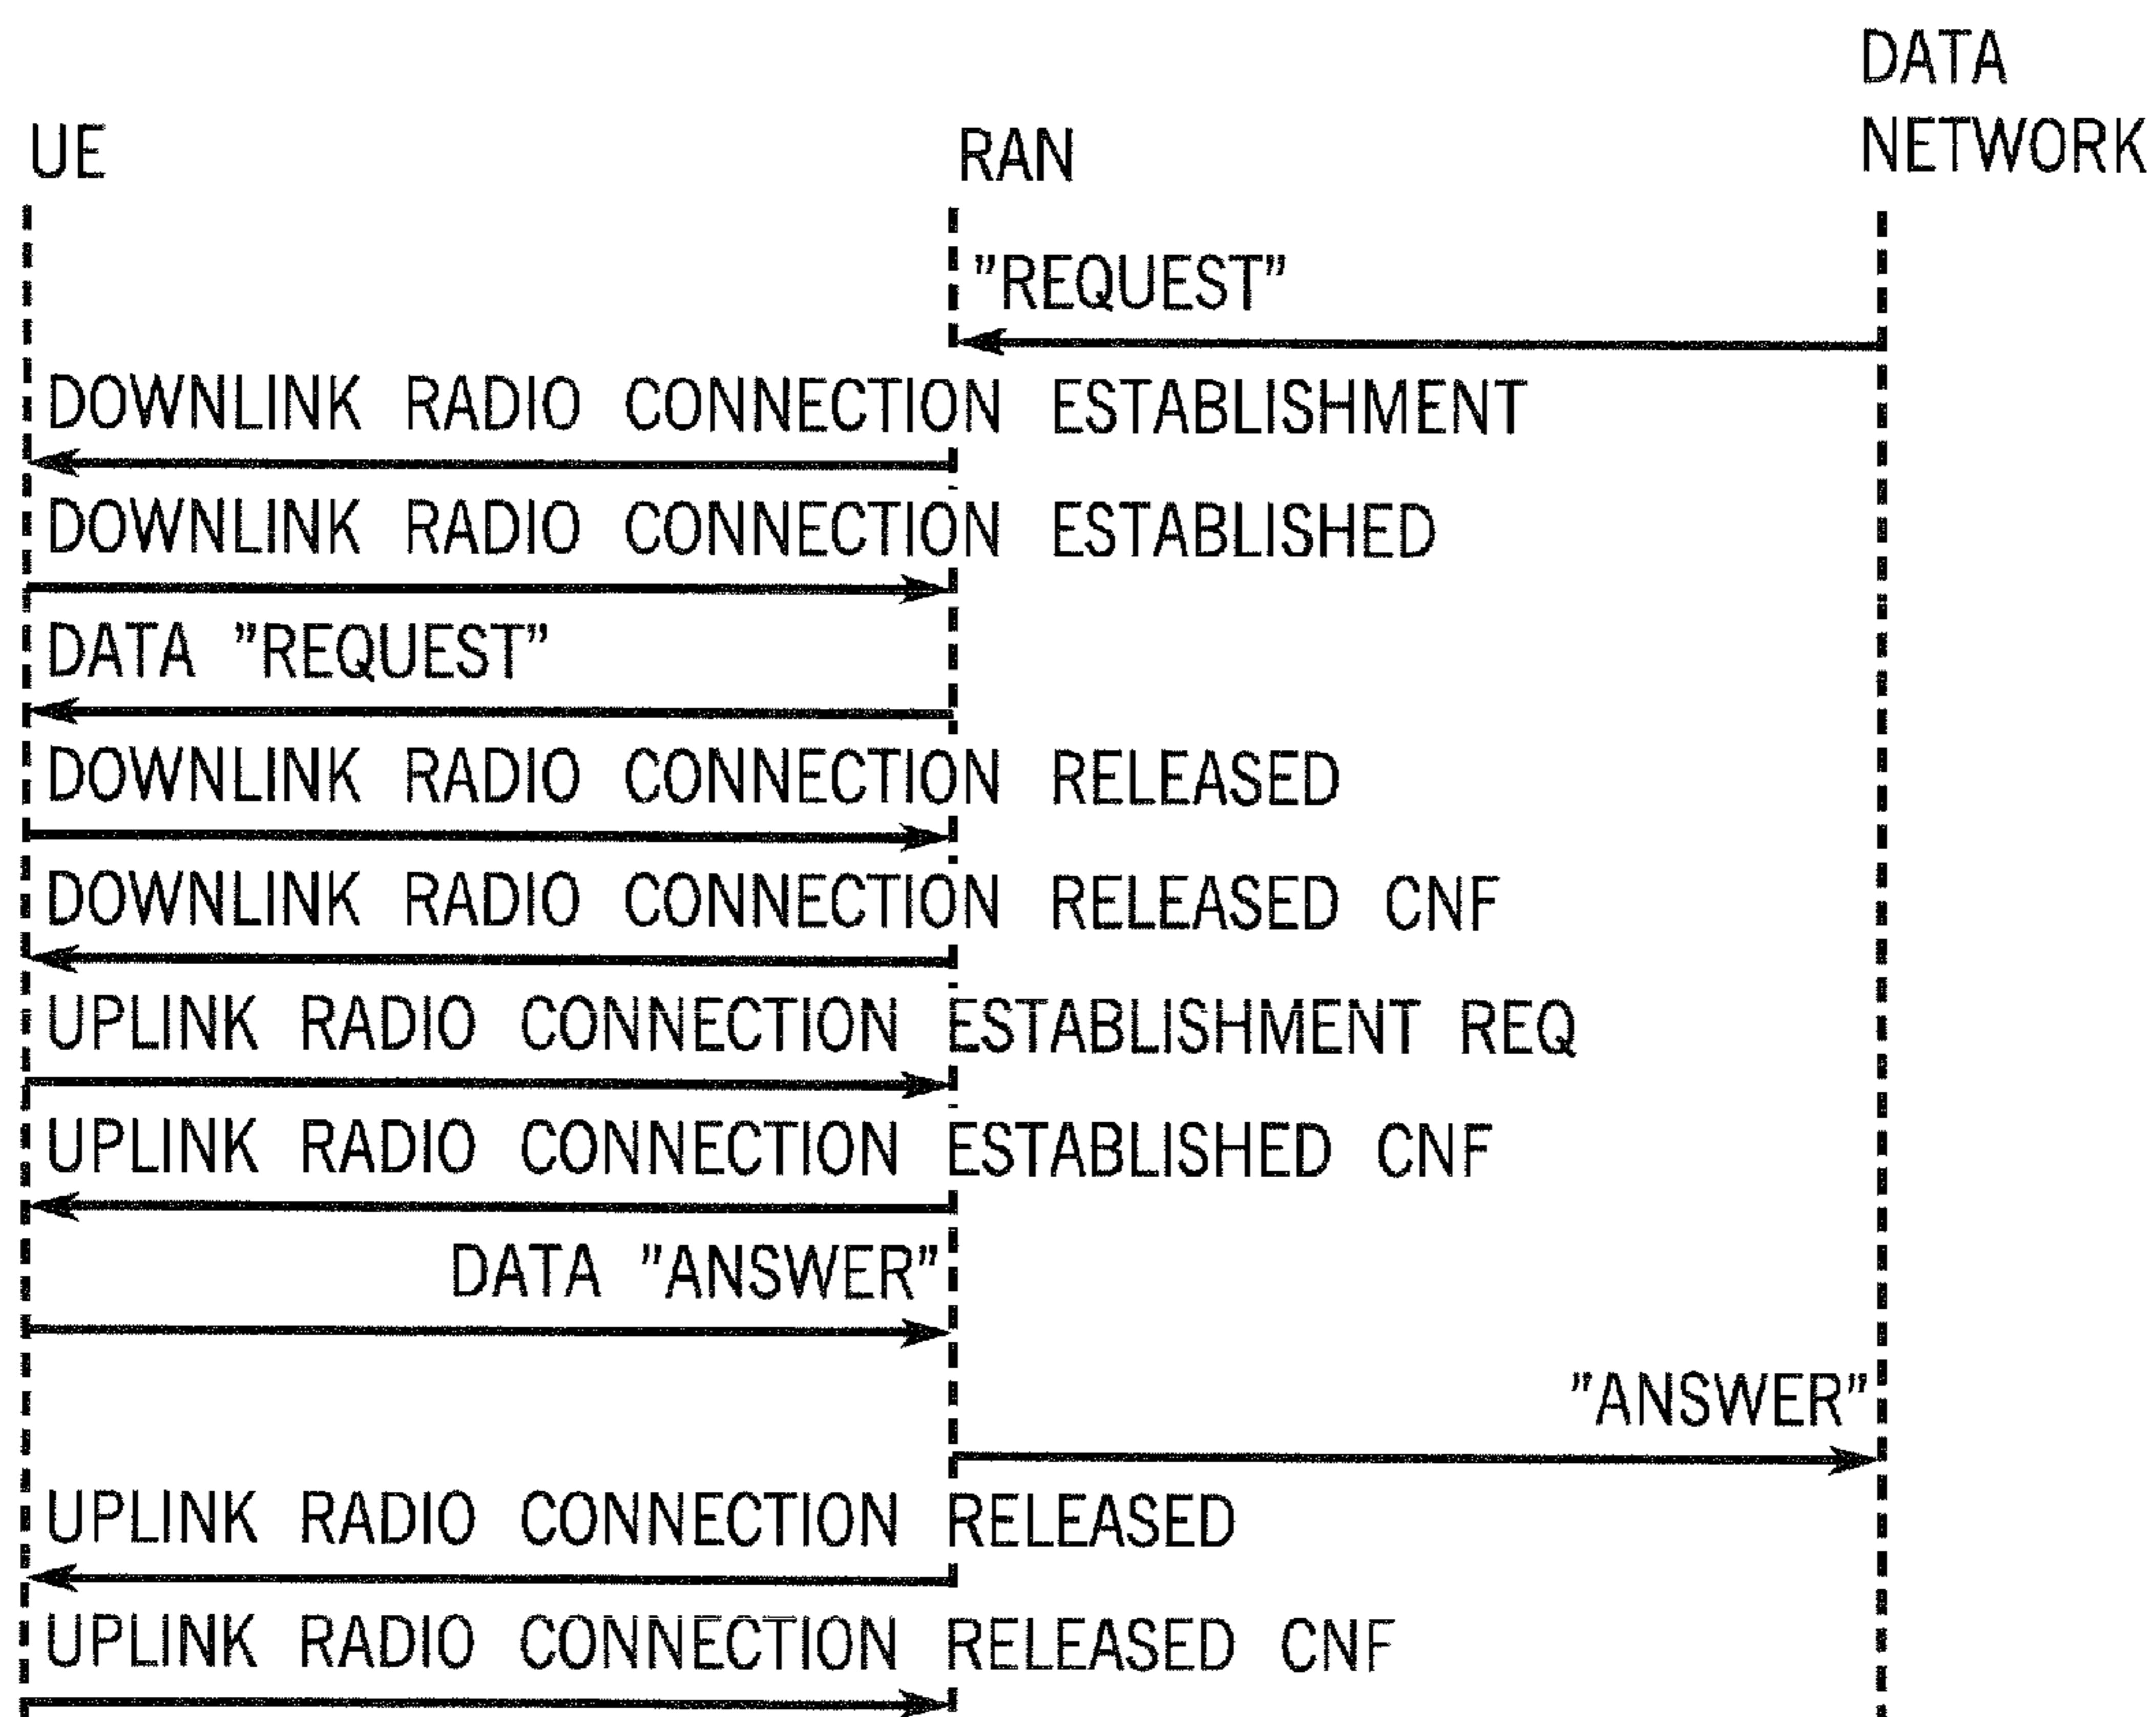 UE
RAN
DATA
NETWORK
"REQUEST"
DOWNLINK RADIO CONNECTION ESTABLISHMENT
DOWNLINK RADIO CONNECTION ESTABLISHED
DATA "REQUEST"
DOWNLINK RADIO CONNECTION RELEASED
DOWNLINK RADIO CONNECTION RELEASED CNF
UPLINK RADIO CONNECTION ESTABLISHMENT REQ
UPLINK RADIO CONNECTION ESTABLISHED CNF
DATA "ANSWER"
"ANSWER"
UPLINK RADIO CONNECTION RELEASED
UPLINK RADIO CONNECTION RELEASED CNF